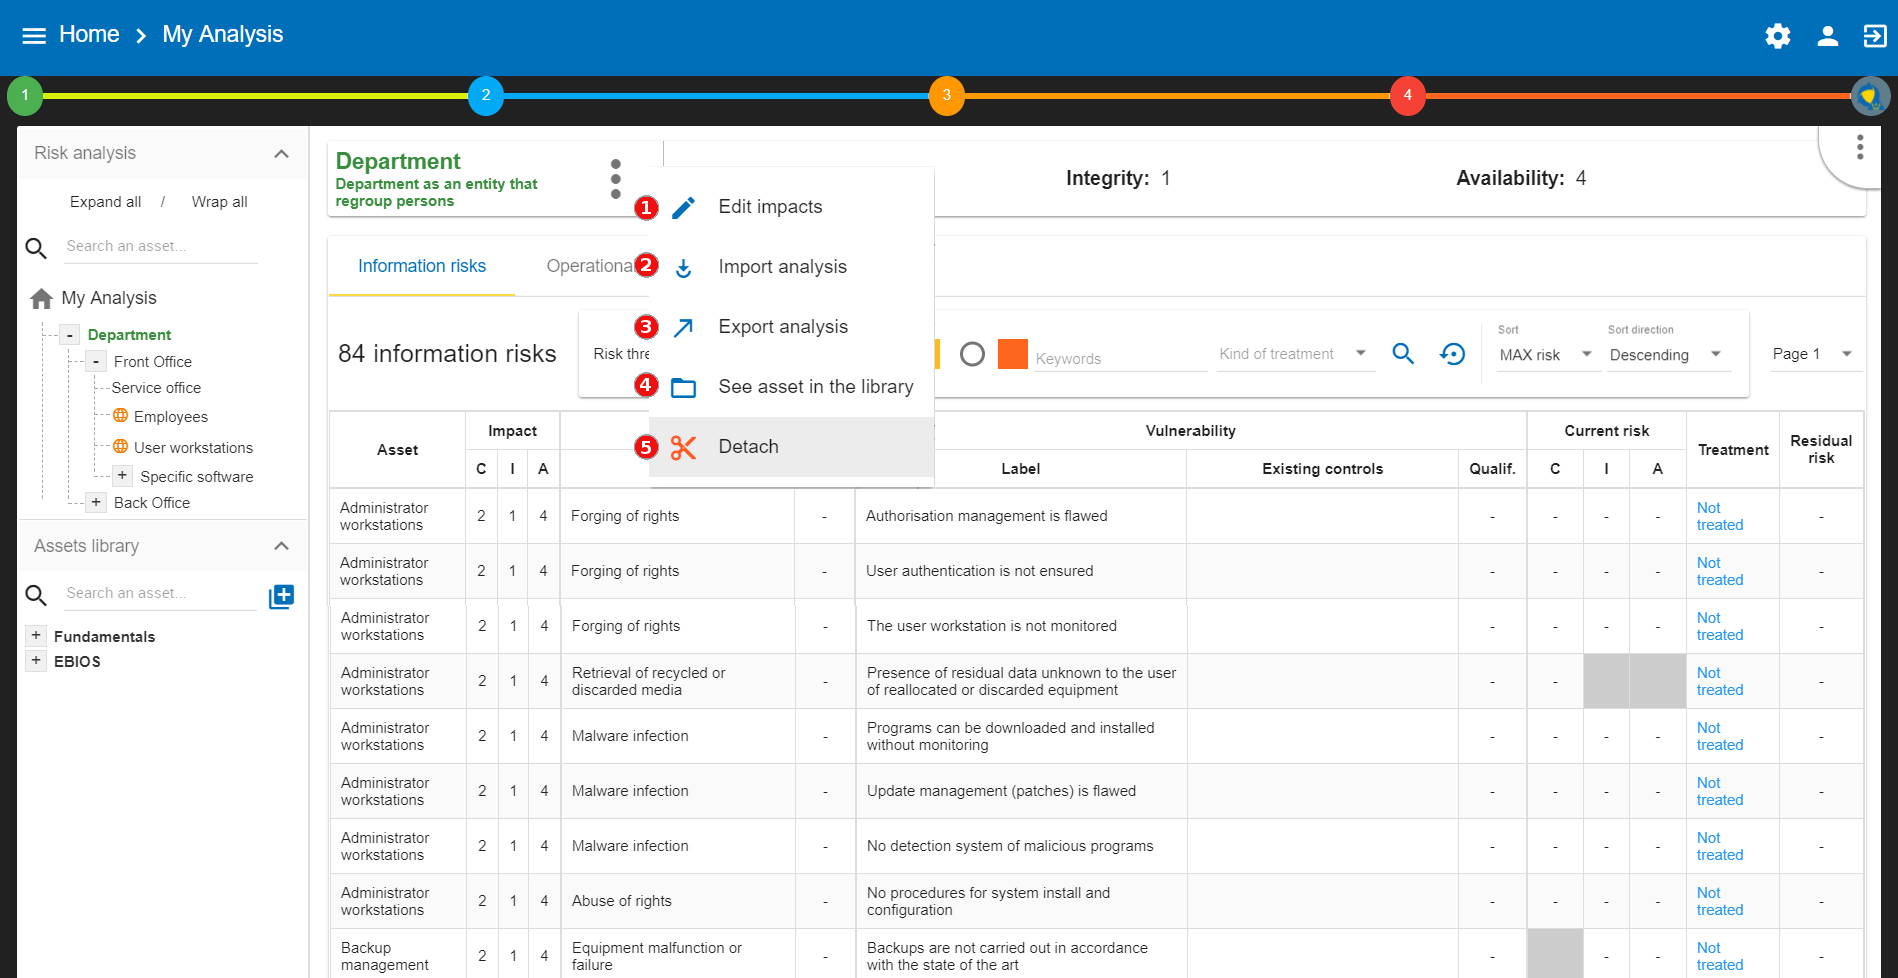 Home > My Analysis
1 2 3 4
Risk analysis
Expand all / Wrap all
Search an asset...
My Analysis
- Department
- Front Office
Service office
Employees
User workstations
+ Specific software
+ Back Office
Assets library
Search an asset...
+ Fundamentals
+ EBIOS
Department
Department as an entity that
regroup persons
Integrity: 1
Availability: 4
1 Edit impacts
2 Import analysis
3 Export analysis
4 See asset in the library
5 Detach
Information risks
Operationa
84 information risks
Risk thre
Keywords
Kind of treatment
Sort
MAX risk
Sort direction
Descending
Page 1
Asset
Impact
Vulnerability
Current risk
Treatment
Residual
risk
C I A
Label
Existing controls
Qualif.
C I A
Administrator
workstations
2 1 4
Forging of rights
-
Authorisation management is flawed
- - - -
Not
treated
-
Administrator
workstations
2 1 4
Forging of rights
-
User authentication is not ensured
- - - -
Not
treated
-
Administrator
workstations
2 1 4
Forging of rights
-
The user workstation is not monitored
- - - -
Not
treated
-
Administrator
workstations
2 1 4
Retrieval of recycled or
discarded media
-
Presence of residual data unknown to the user
of reallocated or discarded equipment
- -
Not
treated
-
Administrator
workstations
2 1 4
Malware infection
-
Programs can be downloaded and installed
without monitoring
- - - -
Not
treated
-
Administrator
workstations
2 1 4
Malware infection
-
Update management (patches) is flawed
- - - -
Not
treated
-
Administrator
workstations
2 1 4
Malware infection
-
No detection system of malicious programs
- - - -
Not
treated
-
Administrator
workstations
2 1 4
Abuse of rights
-
No procedures for system install and
configuration
- - - -
Not
treated
-
Backup
management
2 1 4
Equipment malfunction or
failure
-
Backups are not carried out in accordance
with the state of the art
- - -
Not
treated
-